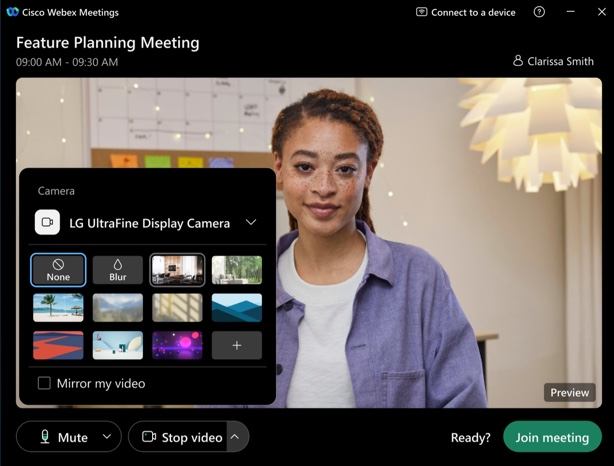 Cisco Webex Meetings
Connect to a device
Feature Planning Meeting
09:00 AM - 09:30 AM
Clarissa Smith
Camera
LG UltraFine Display Camera
None
Blur
Mirror my video
Preview
Mute
Stop video
Ready?
Join meeting